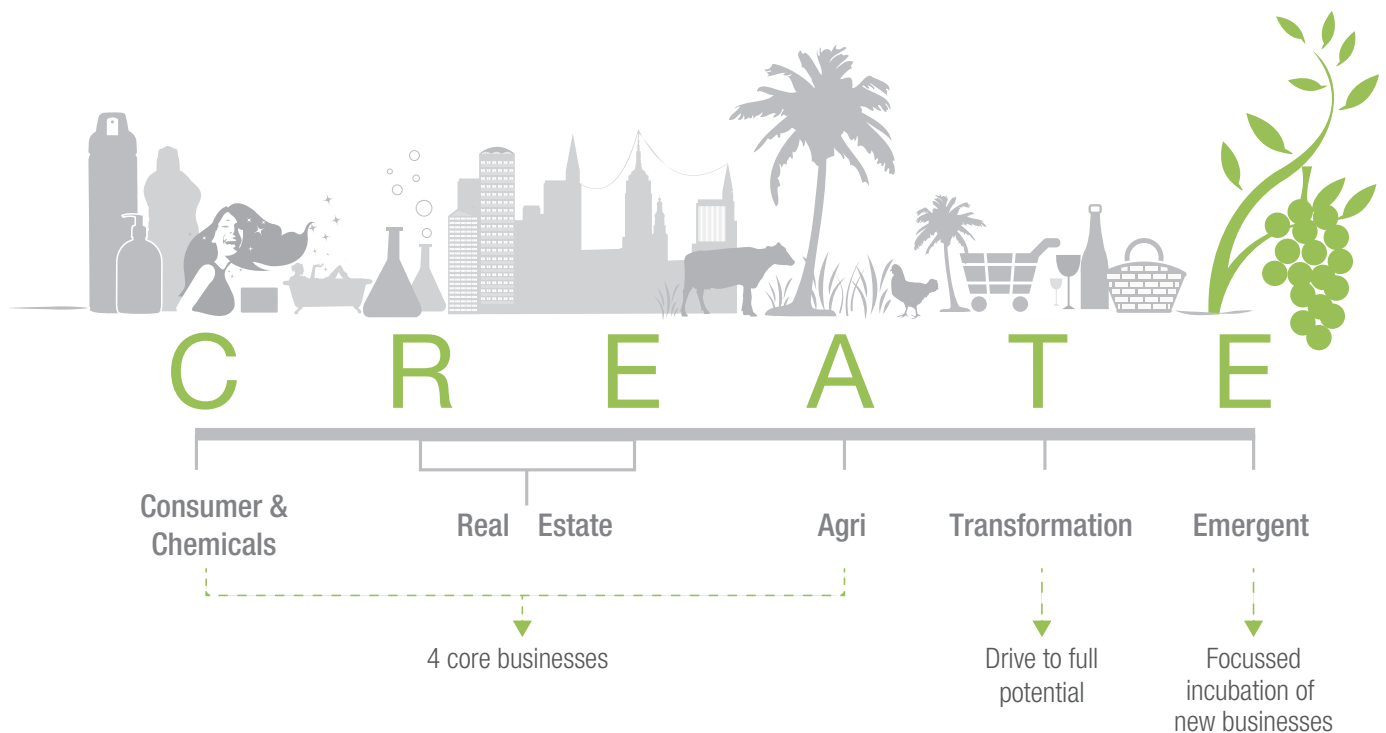 C R E A T E
Consumer &
Chemicals
Real Estate
Agri
Transformation
Emergent
4 core businesses
Drive to full
potential
Focussed
incubation of
new businesses